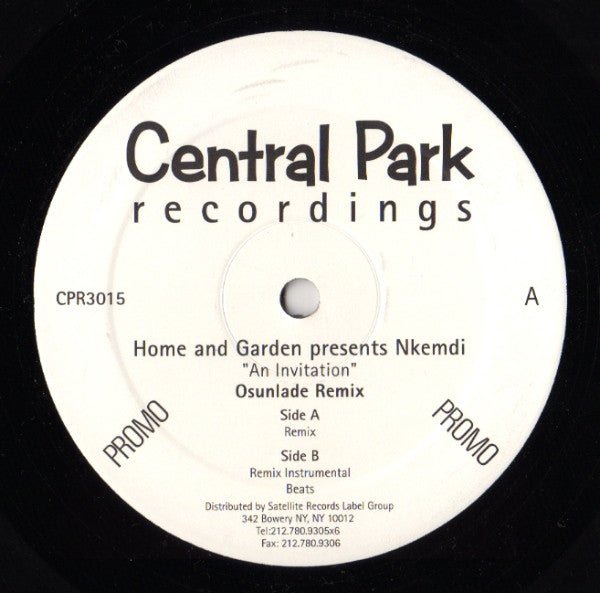 Central Park
recordings
CPR3015
A
Home and Garden presents Nkemdi
"An Invitation"
Osunlade Remix
Side A
Remix
PROMO
PROMO
Side B
Remix Instrumental
Beats
Distributed by Satellite Records Label Group
342 Bowery NY, NY 10012
Tel:212.780.9305x6
Fax: 212.780.9306